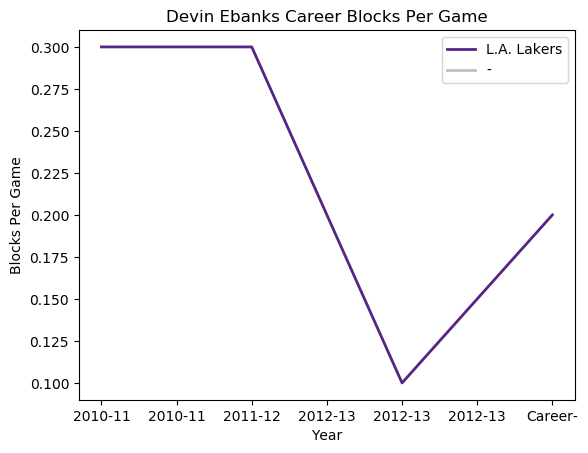 Devin Ebanks Career Blocks Per Game
L.A. Lakers
-
0.300
0.275
0.250
0.225
0.200
0.175
0.150
0.125
0.100
Blocks Per Game
2010-11 2010-11 2011-12 2012-13 2012-13 2012-13 Career-
Year